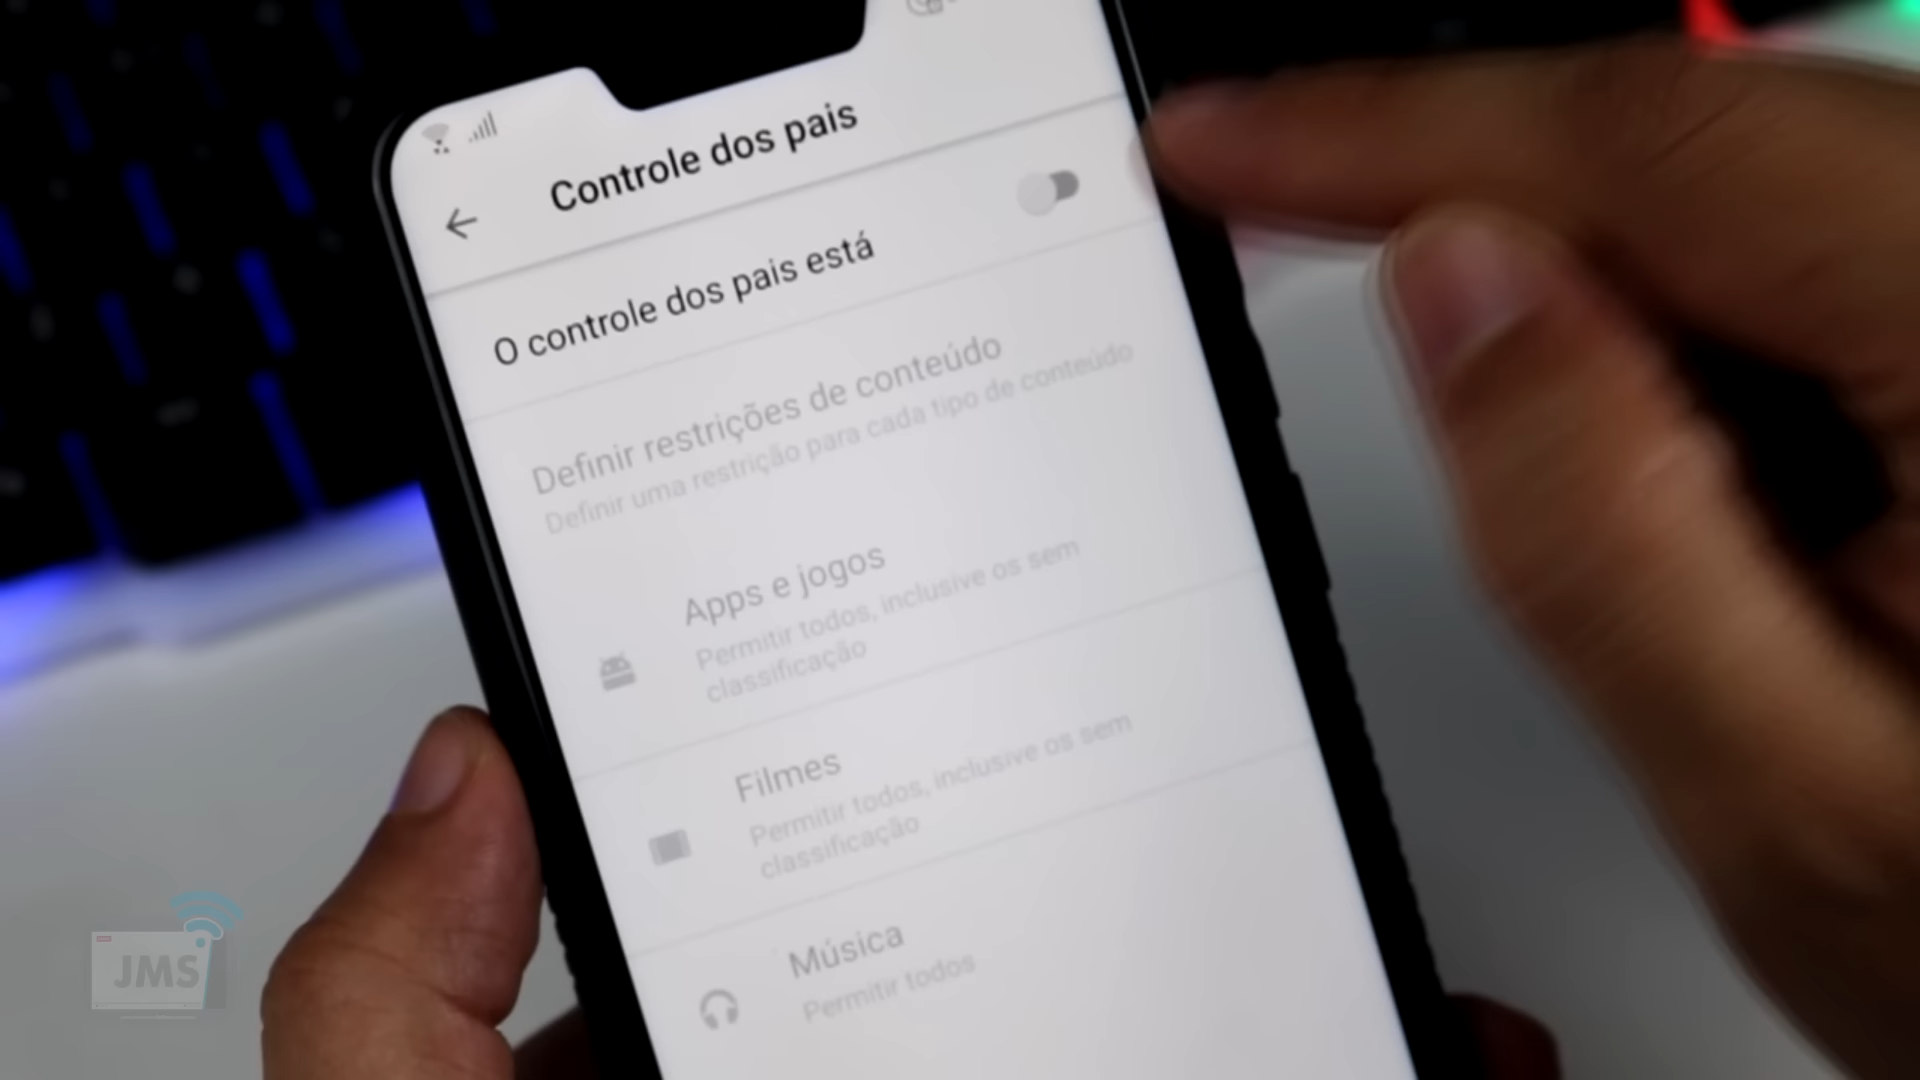 Controle dos pais
O controle dos pais está
Definir restrições de conteúdo
Definir uma restrição para cada tipo de conteúdo
Apps e jogos
Permitir todos, inclusive os sem
classificação
Filmes
Permitir todos, inclusive os sem
classificação
Música
Permitir todos
JMS